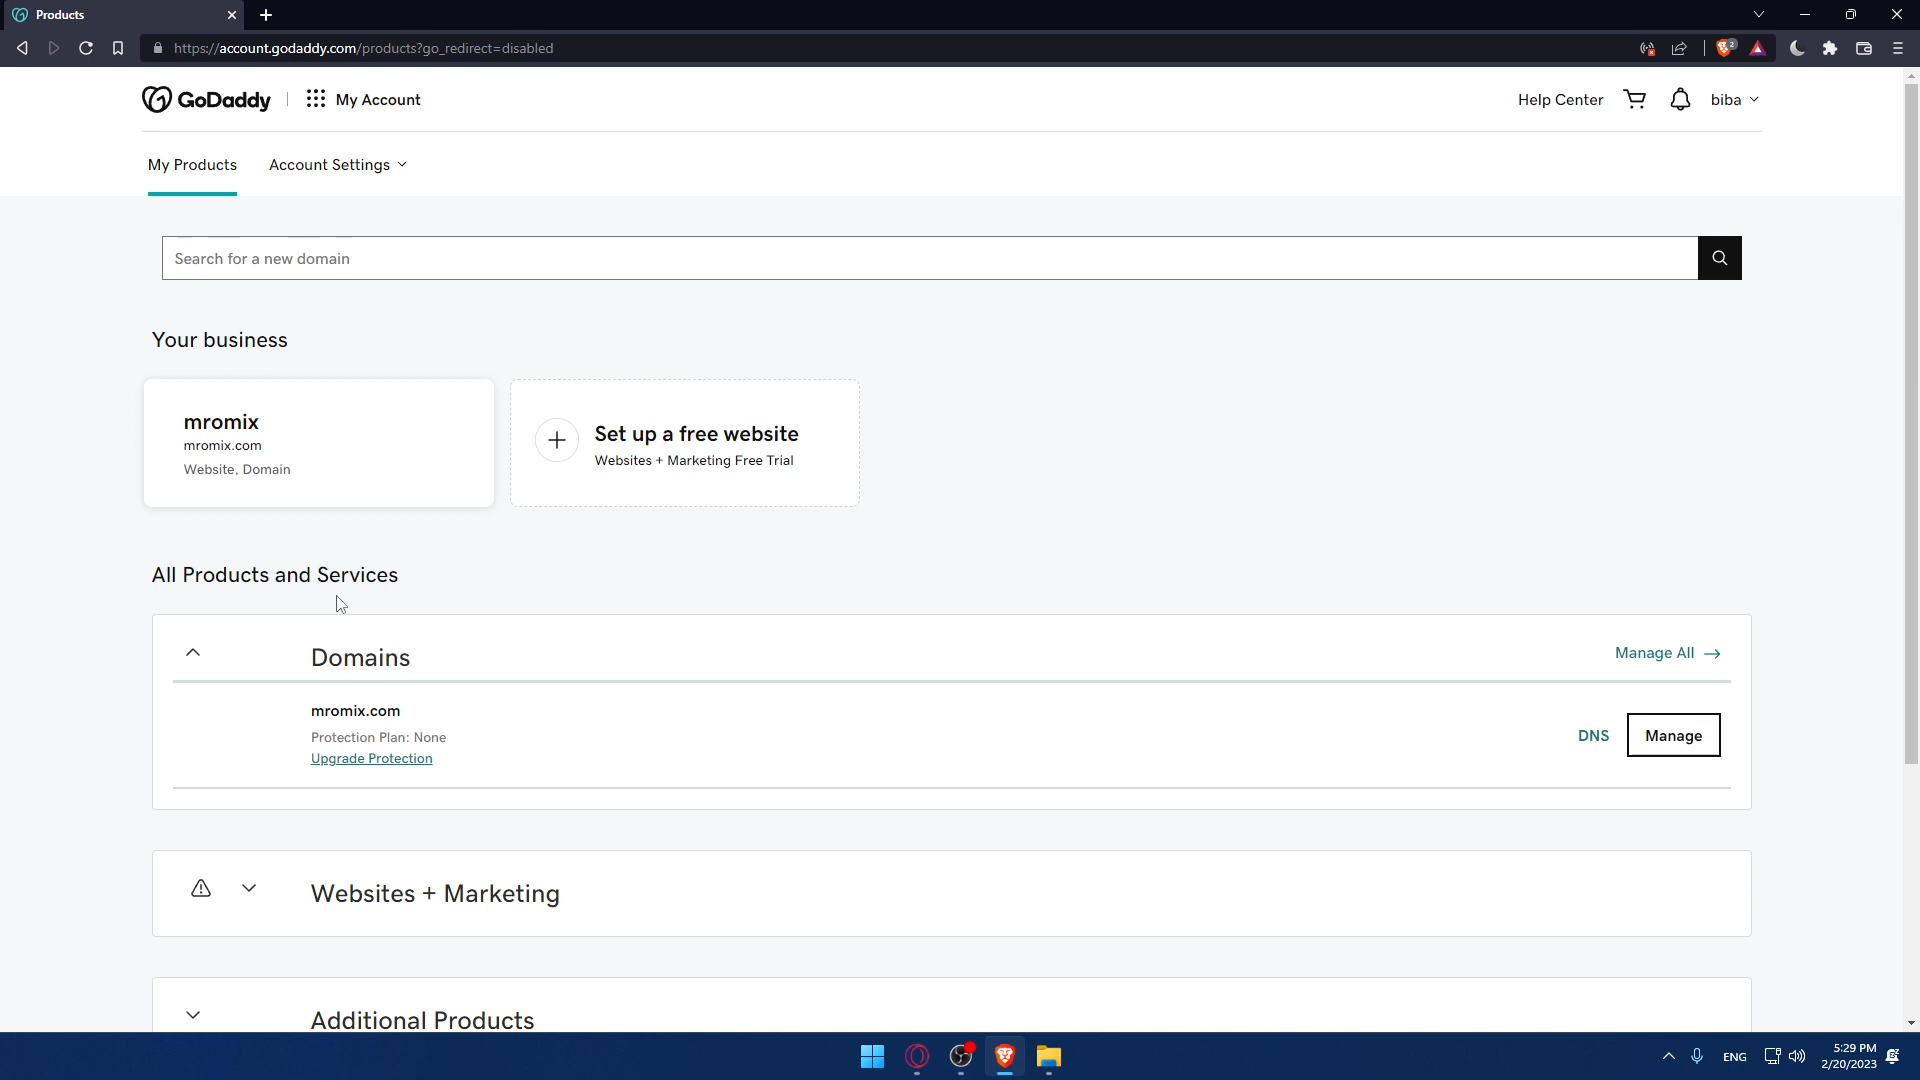 Products
https://account.godaddy.com/products?go_redirect=disabled
2
GoDaddy
My Account
Help Center
biba
My Products
Account Settings
Search for a new domain
Your business
mromix
mromix.com
Website, Domain
Set up a free website
Websites + Marketing Free Trial
All Products and Services
Domains
Manage All →
mromix.com
Protection Plan: None
Upgrade Protection
DNS
Manage
Websites + Marketing
Additional Products
ENG
5:29 PM
2/20/2023